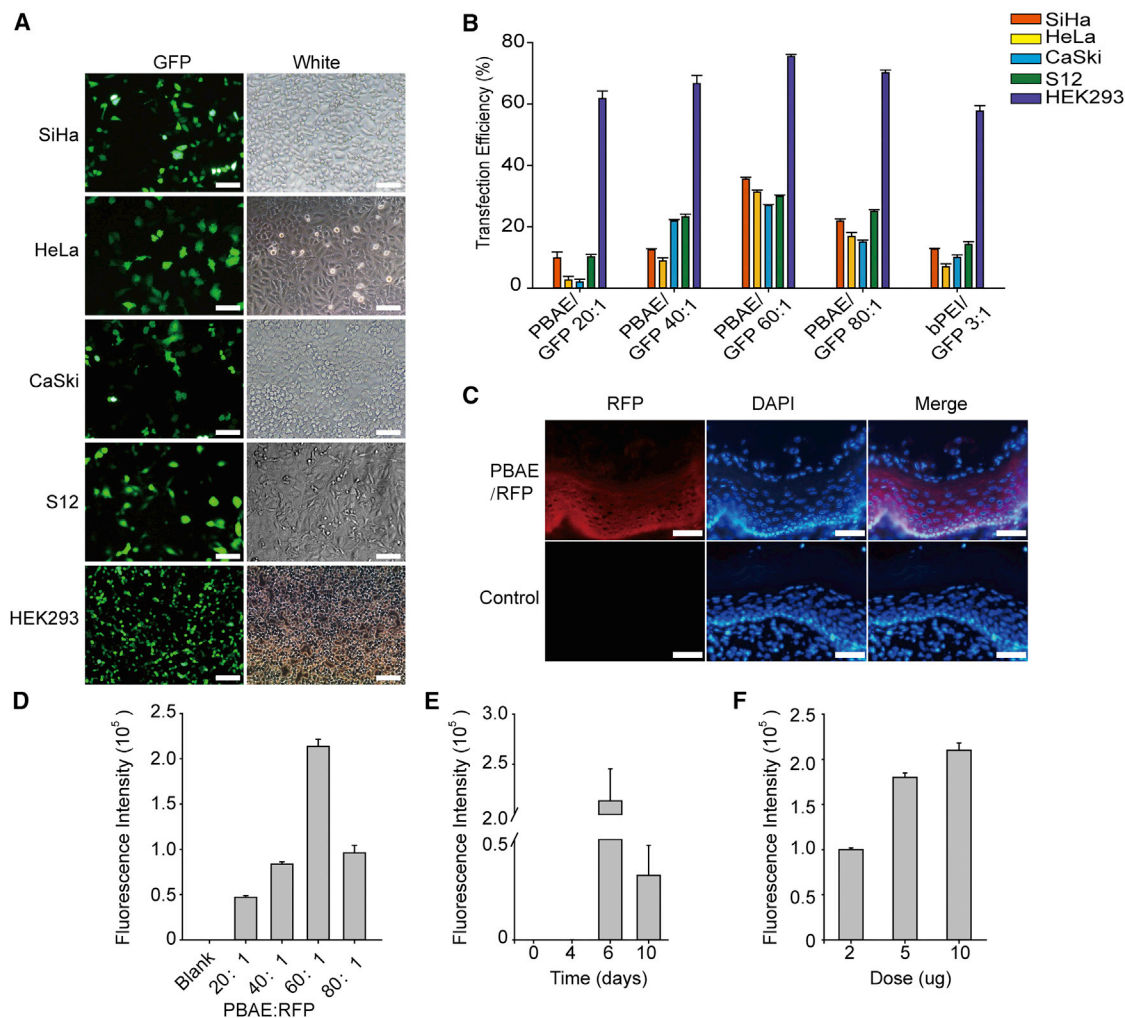 A
GFP
White
SiHa
HeLa
CaSki
S12
HEK293
B
Transfection Efficiency (%)
80
60
40
20
0
PBAE/
GFP 20:1
PBAE/
GFP 40:1
PBAE/
GFP 60:1
PBAE/
GFP 80:1
bPEI/
GFP 3:1
SiHa
HeLa
CaSki
S12
HEK293
C
RFP
DAPI
Merge
PBAE
/RFP
Control
D
Fluorescence Intensity (10⁵ )
2.5
2.0
1.5
1.0
0.5
0
Blank
20: 1
40: 1
60: 1
80: 1
PBAE:RFP
E
Fluorescence Intensity (10⁵ )
3.0
2.5
2.0
0.5
0
0
4
6
10
Time (days)
F
Fluorescence Intensity (10⁵ )
2.5
2.0
1.5
1.0
0.5
0
2
5
10
Dose (ug)